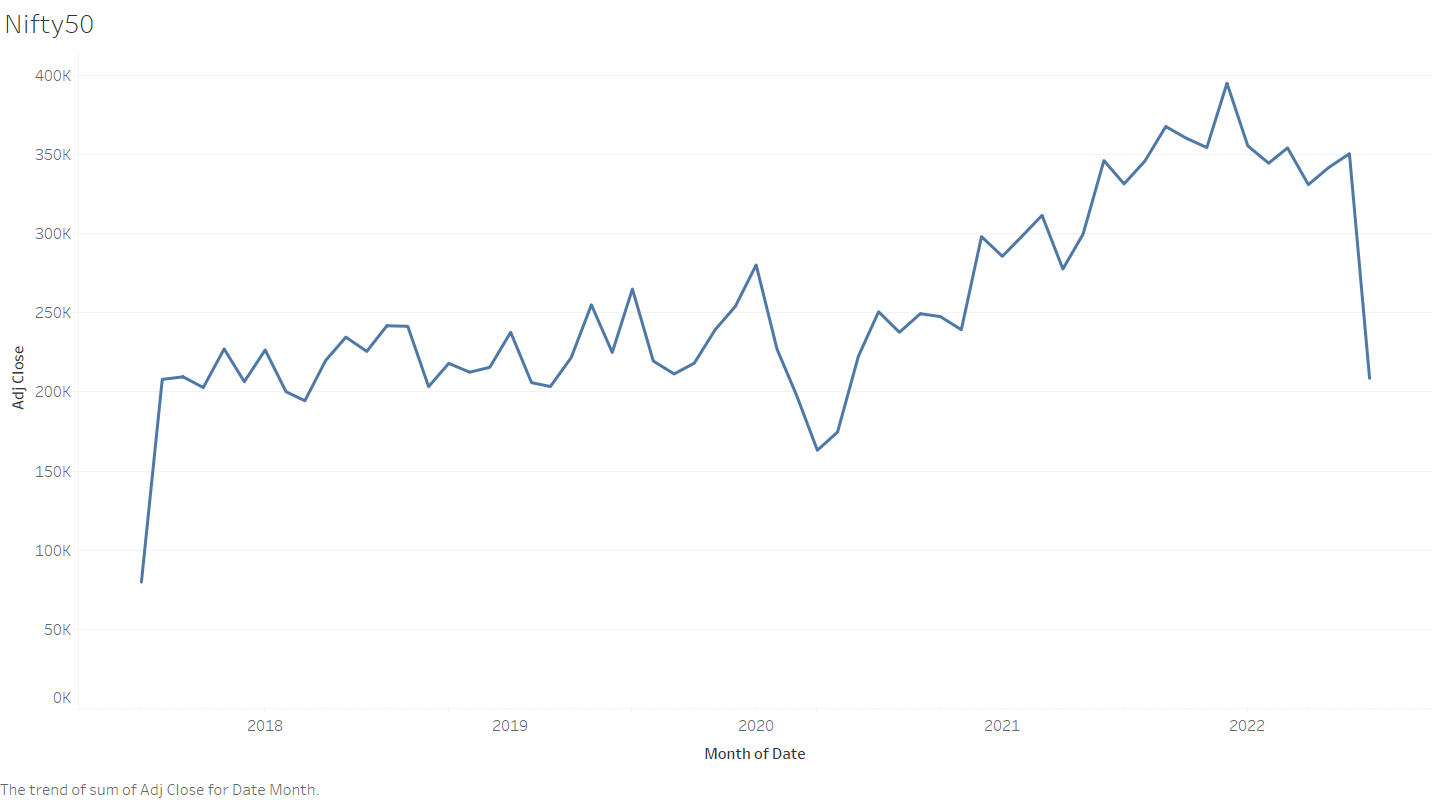 Nifty50
400K
350K
300K
250K
200K
150K
100K
50K
0K
Adj Close
2018 2019 2020 2021 2022
Month of Date
The trend of sum of Adj Close for Date Month.